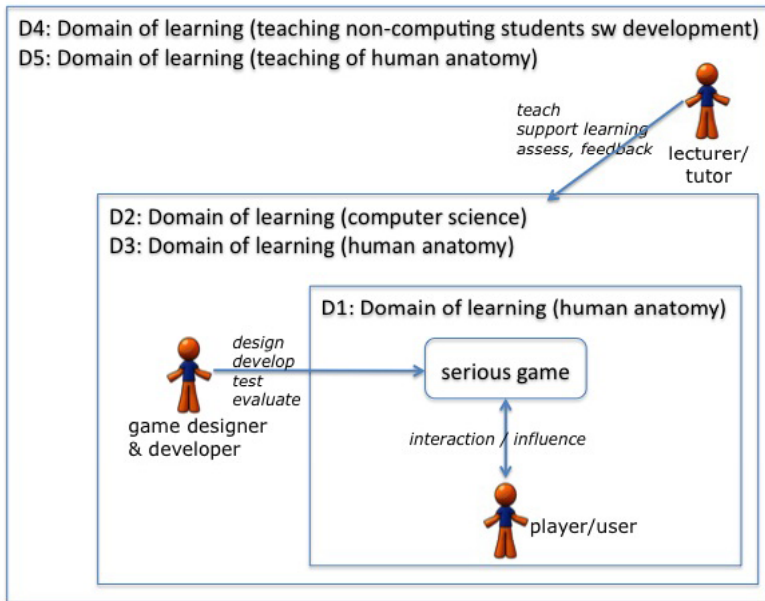 D4: Domain of learning (teaching non-computing students sw development)
D5: Domain of learning (teaching of human anatomy)
teach
support learning
assess, feedback
lecturer/
tutor
D2: Domain of learning (computer science)
D3: Domain of learning (human anatomy)
D1: Domain of learning (human anatomy)
design
develop
test
evaluate
serious game
game designer
& developer
interaction / influence
player/user